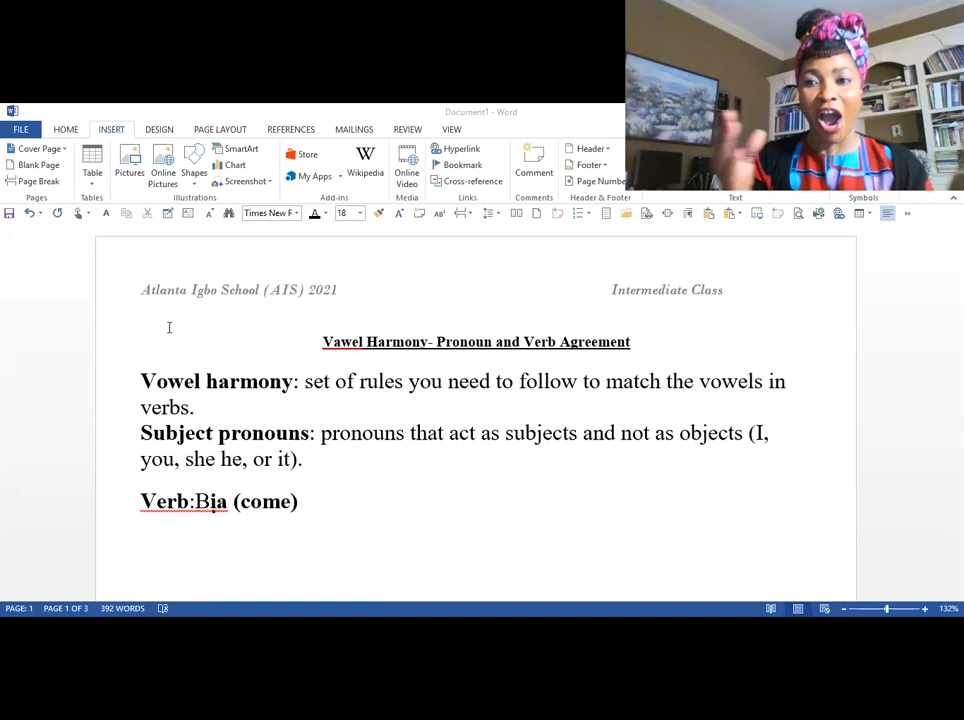 Document1 - Word
FILE HOME INSERT DESIGN PAGE LAYOUT REFERENCES MAILINGS REVIEW VIEW
Cover Page
Blank Page
Page Break
Pages
Table
Tables
Pictures
Online Pictures
Shapes
SmartArt
Chart
Screenshot
Illustrations
Store
My Apps
Wikipedia
Add-ins
Online Video
Media
Hyperlink
Bookmark
Cross-reference
Links
Comment
Comments
Header
Footer
Page Numb
Header & Footer
Text
Symbols
Times New F 18
Atlanta Igbo School (AIS) 2021 Intermediate Class
Vawel Harmony- Pronoun and Verb Agreement
Vowel harmony: set of rules you need to follow to match the vowels in
verbs.
Subject pronouns: pronouns that act as subjects and not as objects (I,
you, she he, or it).
Verb:Bịa (come)
PAGE: 1 PAGE 1 OF 3 392 WORDS 132%